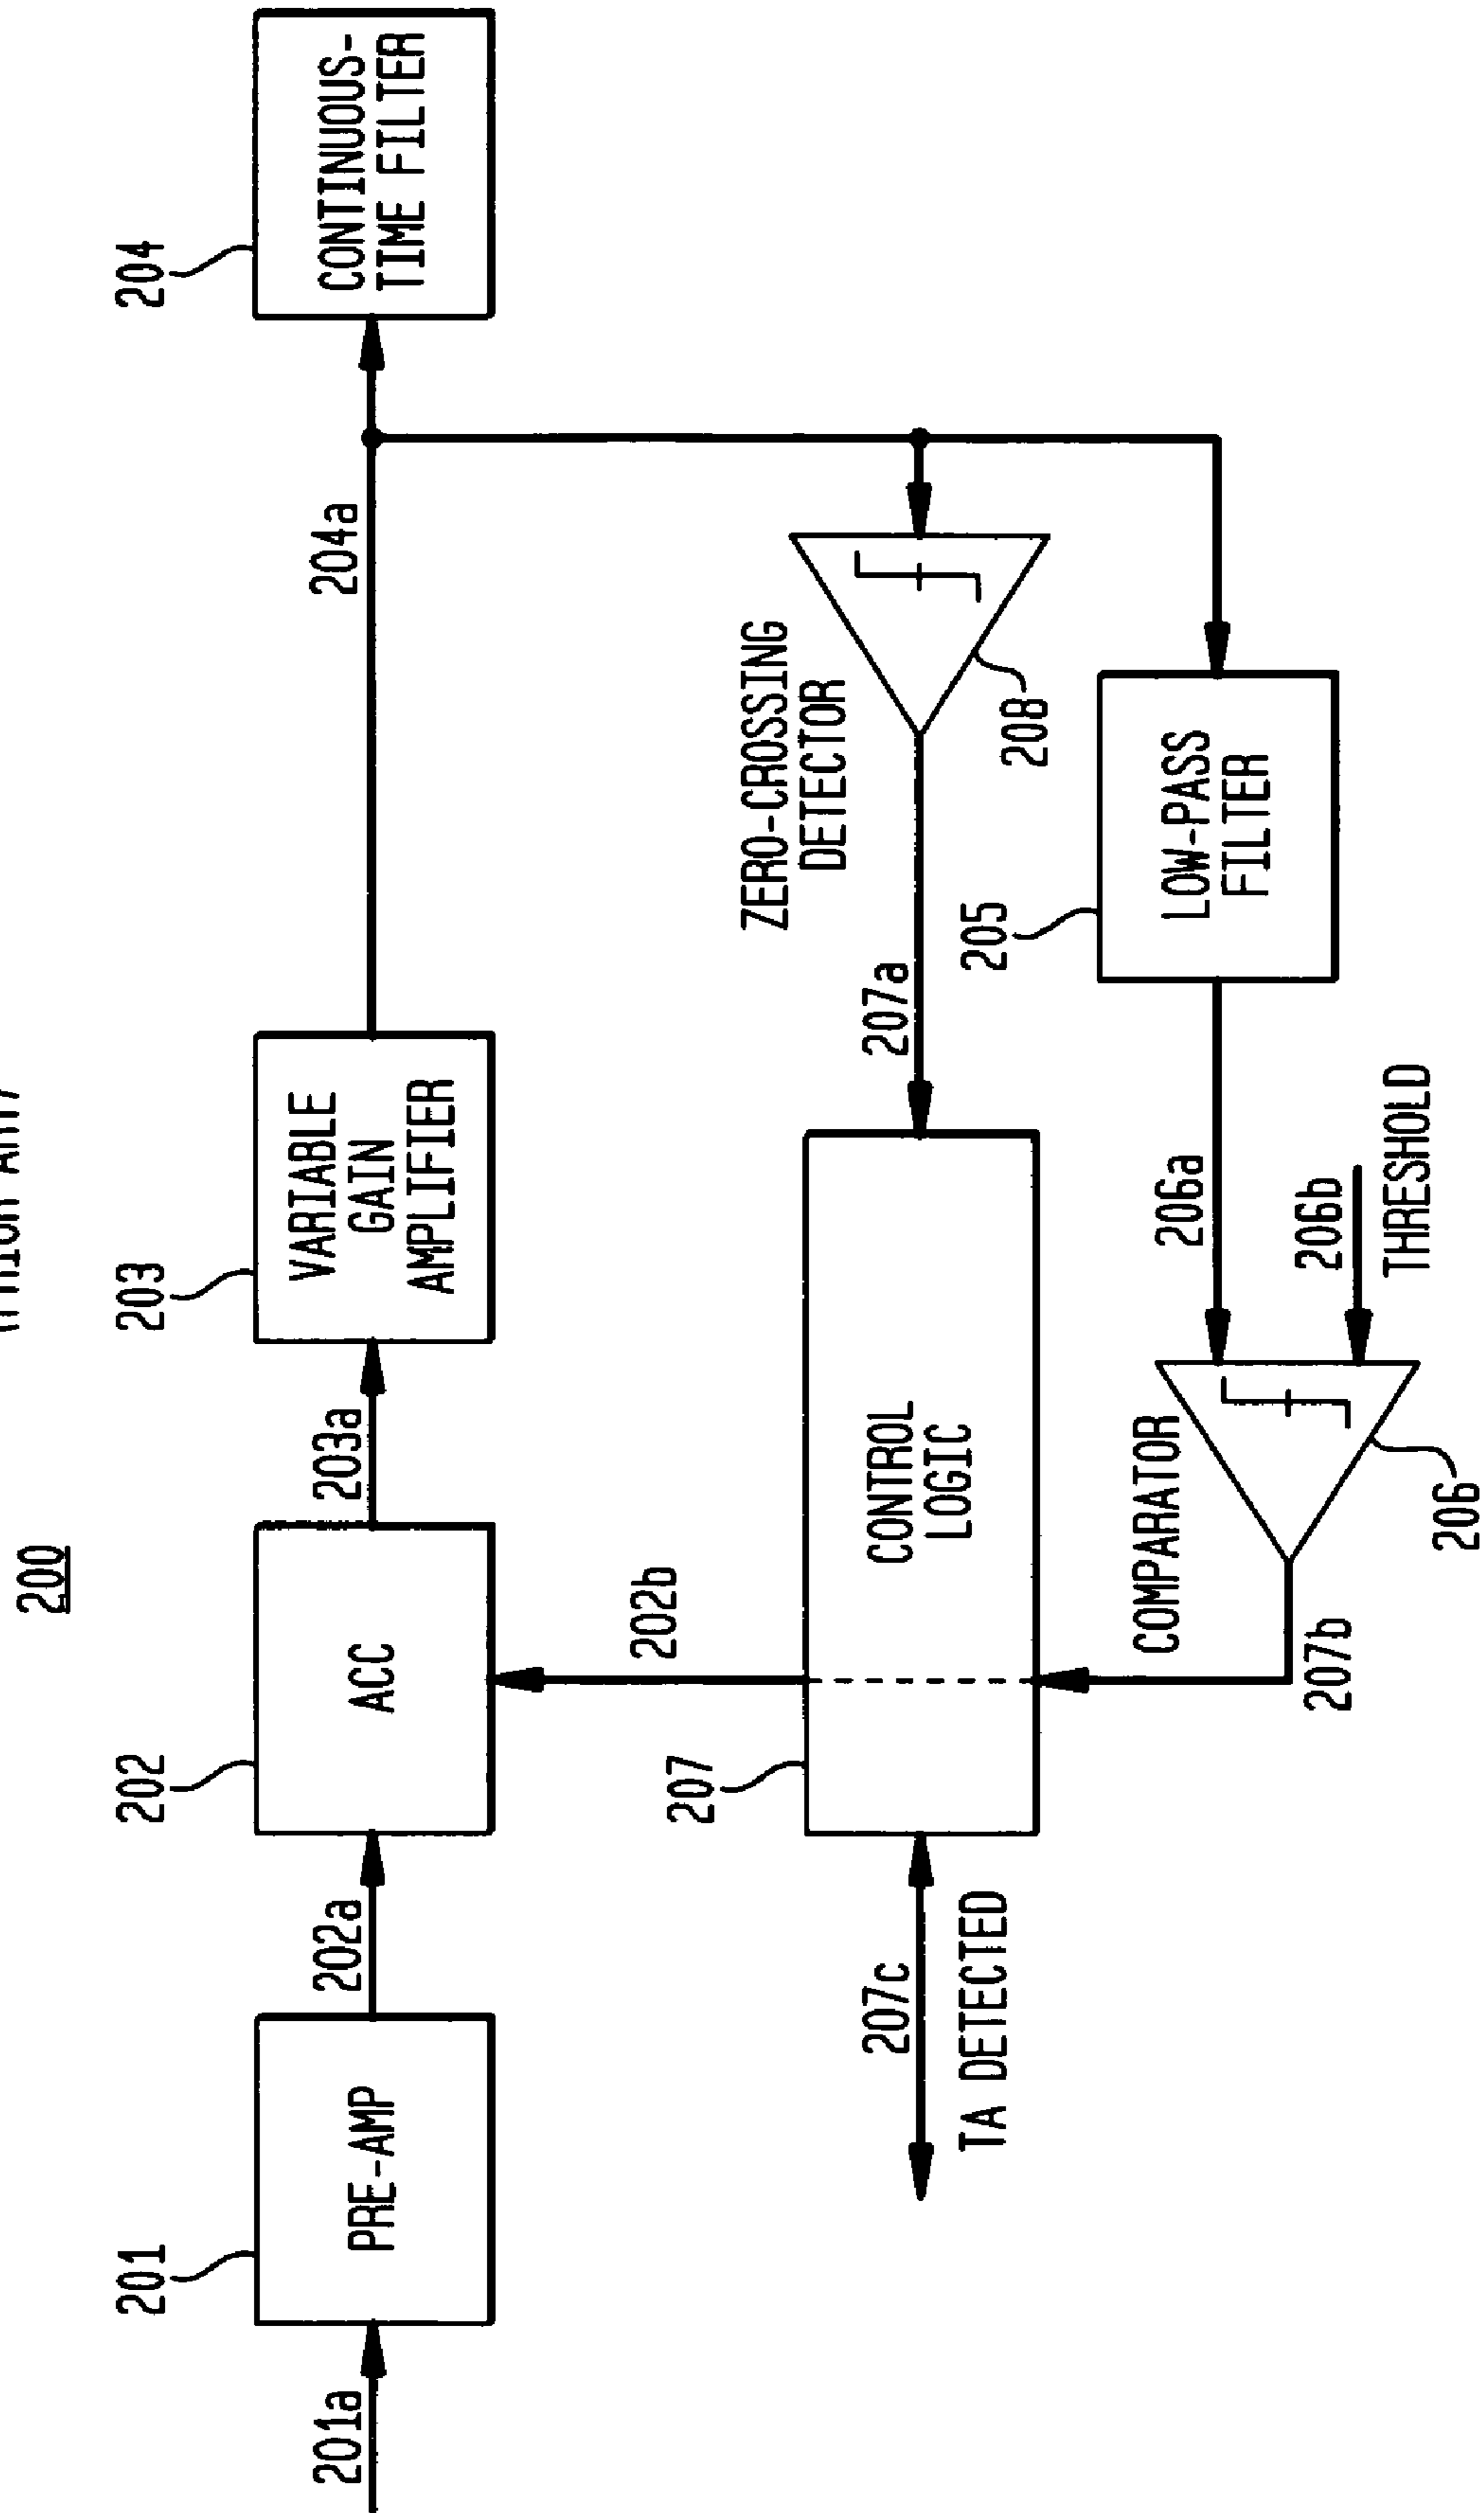 200
201
202
203
204
PRE-AMP
ACC
VARIABLE
GAIN
AMPLIFIER
CONTINUOUS-
TIME FILTER
201a
202a
203a
204a
202b
207
CONTROL
LOGIC
207c
TA DETECTED
207a
ZERO-CROSSING
DETECTOR
208
205
LOW-PASS
FILTER
206a
206b
THRESHOLD
COMPARATOR
206
207b